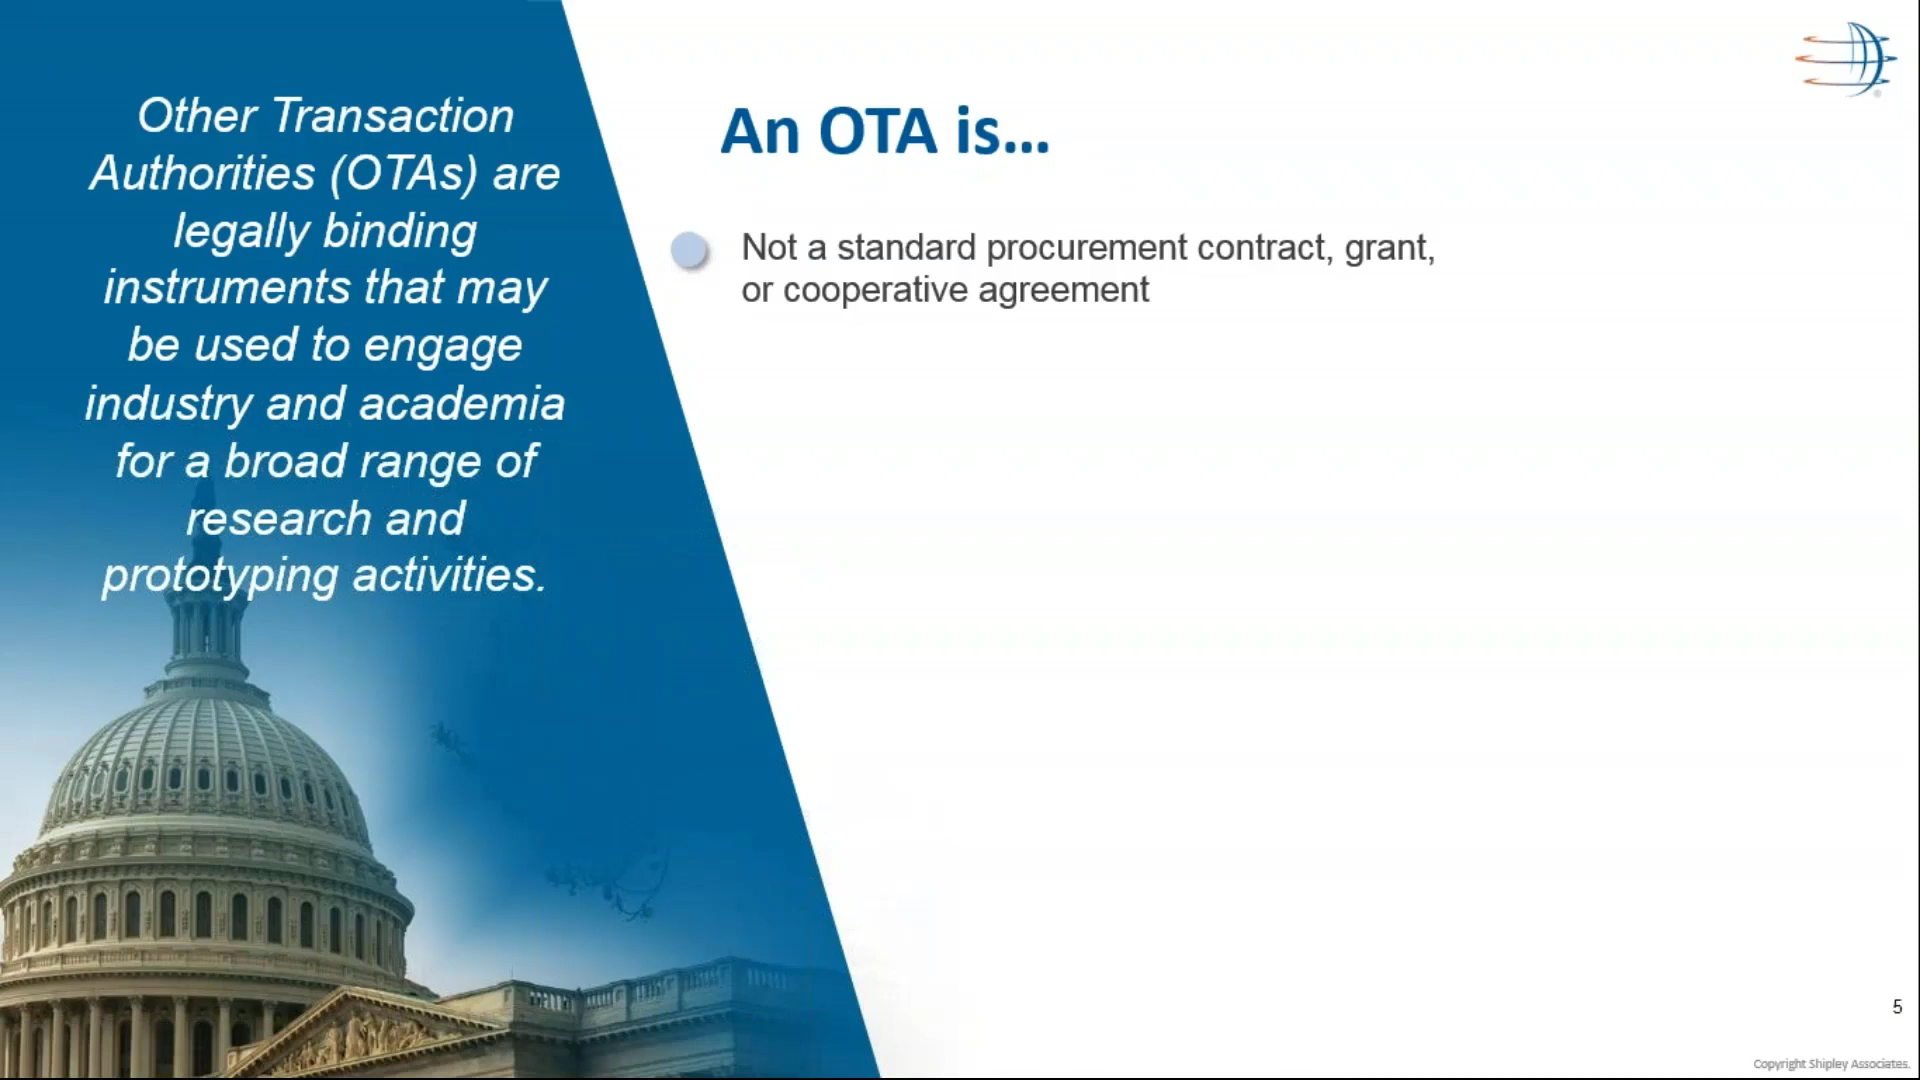 Other Transaction
Authorities (OTAs) are
legally binding
instruments that may
be used to engage
industry and academia
for a broad range of
research and
prototyping activities.
An OTA is...
Not a standard procurement contract, grant,
or cooperative agreement
5
Copyright Shipley Associates.